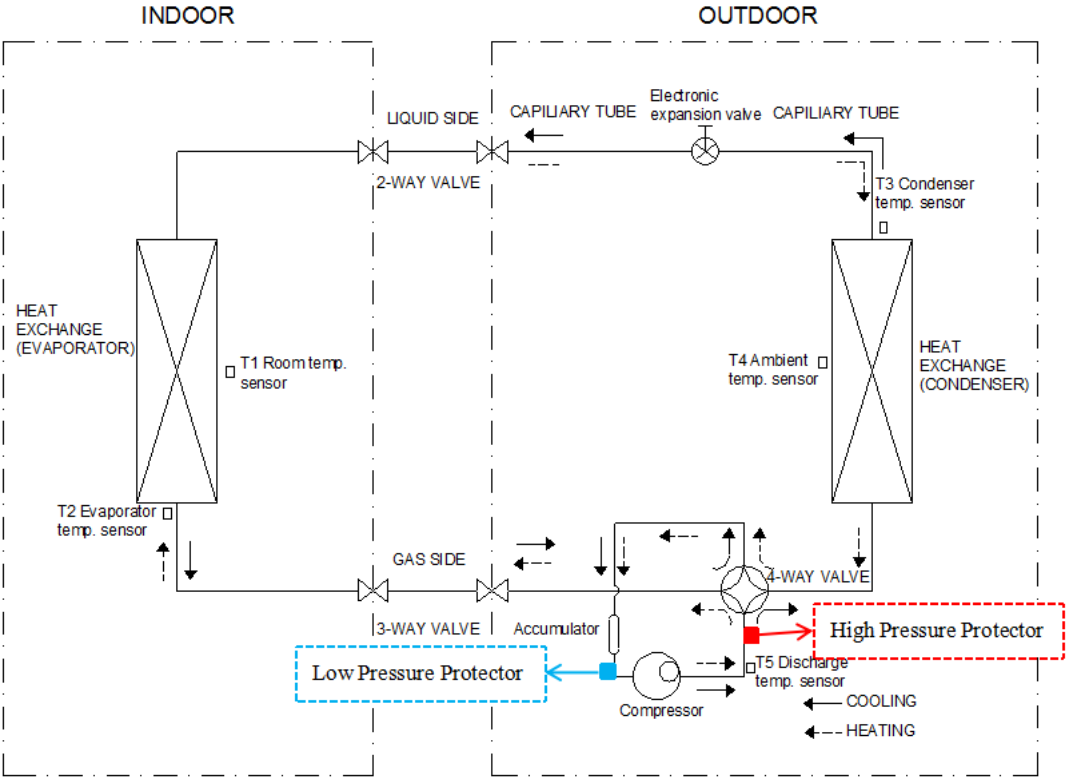 INDOOR
OUTDOOR
LIQUID SIDE
CAPILIARY TUBE
Electronic
expansion valve
CAPILIARY TUBE
2-WAY VALVE
T3 Condenser
temp. sensor
HEAT
EXCHANGE
(EVAPORATOR)
T1 Room temp.
sensor
T4 Ambient
temp. sensor
HEAT
EXCHANGE
(CONDENSER)
T2 Evaporator
temp. sensor
GAS SIDE
4-WAY VALVE
3-WAY VALVE
Accumulator
High Pressure Protector
Low Pressure Protector
T5 Discharge
temp. sensor
Compressor
COOLING
HEATING